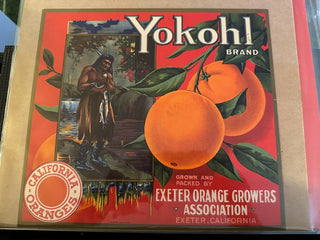 Yokohl
BRAND
GROWN AND
PACKED BY
EXETER ORANGE GROWERS
ASSOCIATION
EXETER, CALIFORNIA
CALIFORNIA
ORANGES